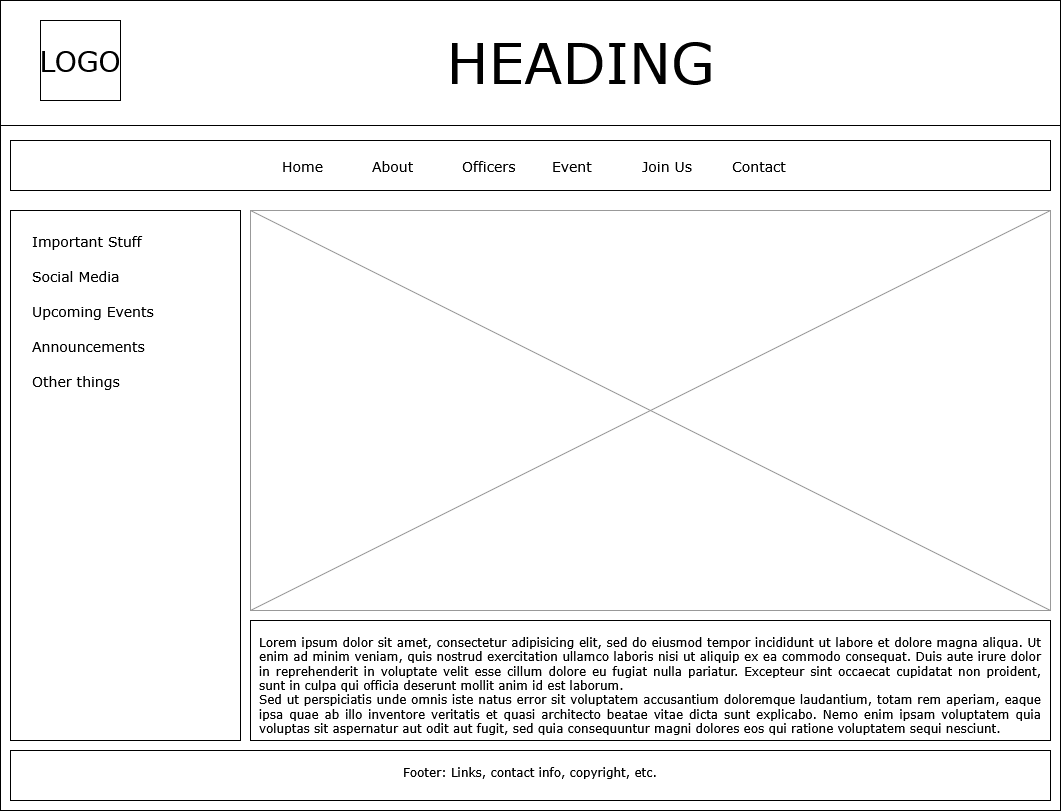 LOGO
HEADING
Home About Officers Event Join Us Contact
Important Stuff
Social Media
Upcoming Events
Announcements
Other things
Lorem ipsum dolor sit amet, consectetur adipisicing elit, sed do eiusmod tempor incididunt ut labore et dolore magna aliqua. Ut
enim ad minim veniam, quis nostrud exercitation ullamco laboris nisi ut aliquip ex ea commodo consequat. Duis aute irure dolor
in reprehenderit in voluptate velit esse cillum dolore eu fugiat nulla pariatur. Excepteur sint occaecat cupidatat non proident,
sunt in culpa qui officia deserunt mollit anim id est laborum.
Sed ut perspiciatis unde omnis iste natus error sit voluptatem accusantium doloremque laudantium, totam rem aperiam, eaque
ipsa quae ab illo inventore veritatis et quasi architecto beatae vitae dicta sunt explicabo. Nemo enim ipsam voluptatem quia
voluptas sit aspernatur aut odit aut fugit, sed quia consequuntur magni dolores eos qui ratione voluptatem sequi nesciunt.
Footer: Links, contact info, copyright, etc.